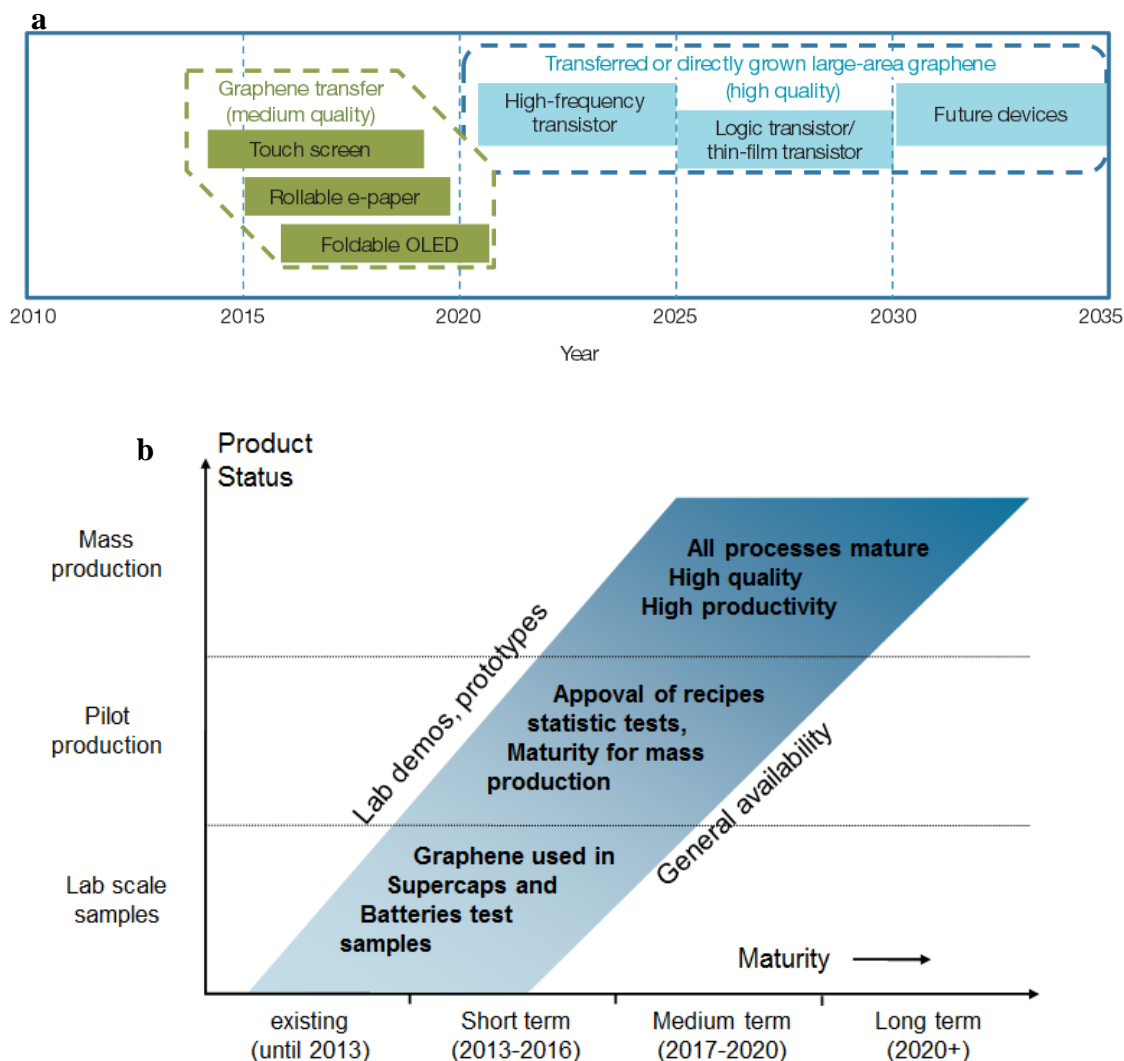 a
Transferred or directly grown large-area graphene
(high quality)
Graphene transfer
(medium quality)
High-frequency
transistor
Logic transistor/
thin-film transistor
Future devices
Touch screen
Rollable e-paper
Foldable OLED
2010
2015
2020
2025
2030
2035
Year
b
Product
Status
Mass
production
Pilot
production
Lab scale
samples
Lab demos, prototypes
General availability
All processes mature
High quality
High productivity
Appoval of recipes
statistic tests,
Maturity for mass
production
Graphene used in
Supercaps and
Batteries test
samples
Maturity
existing
(until 2013)
Short term
(2013-2016)
Medium term
(2017-2020)
Long term
(2020+)